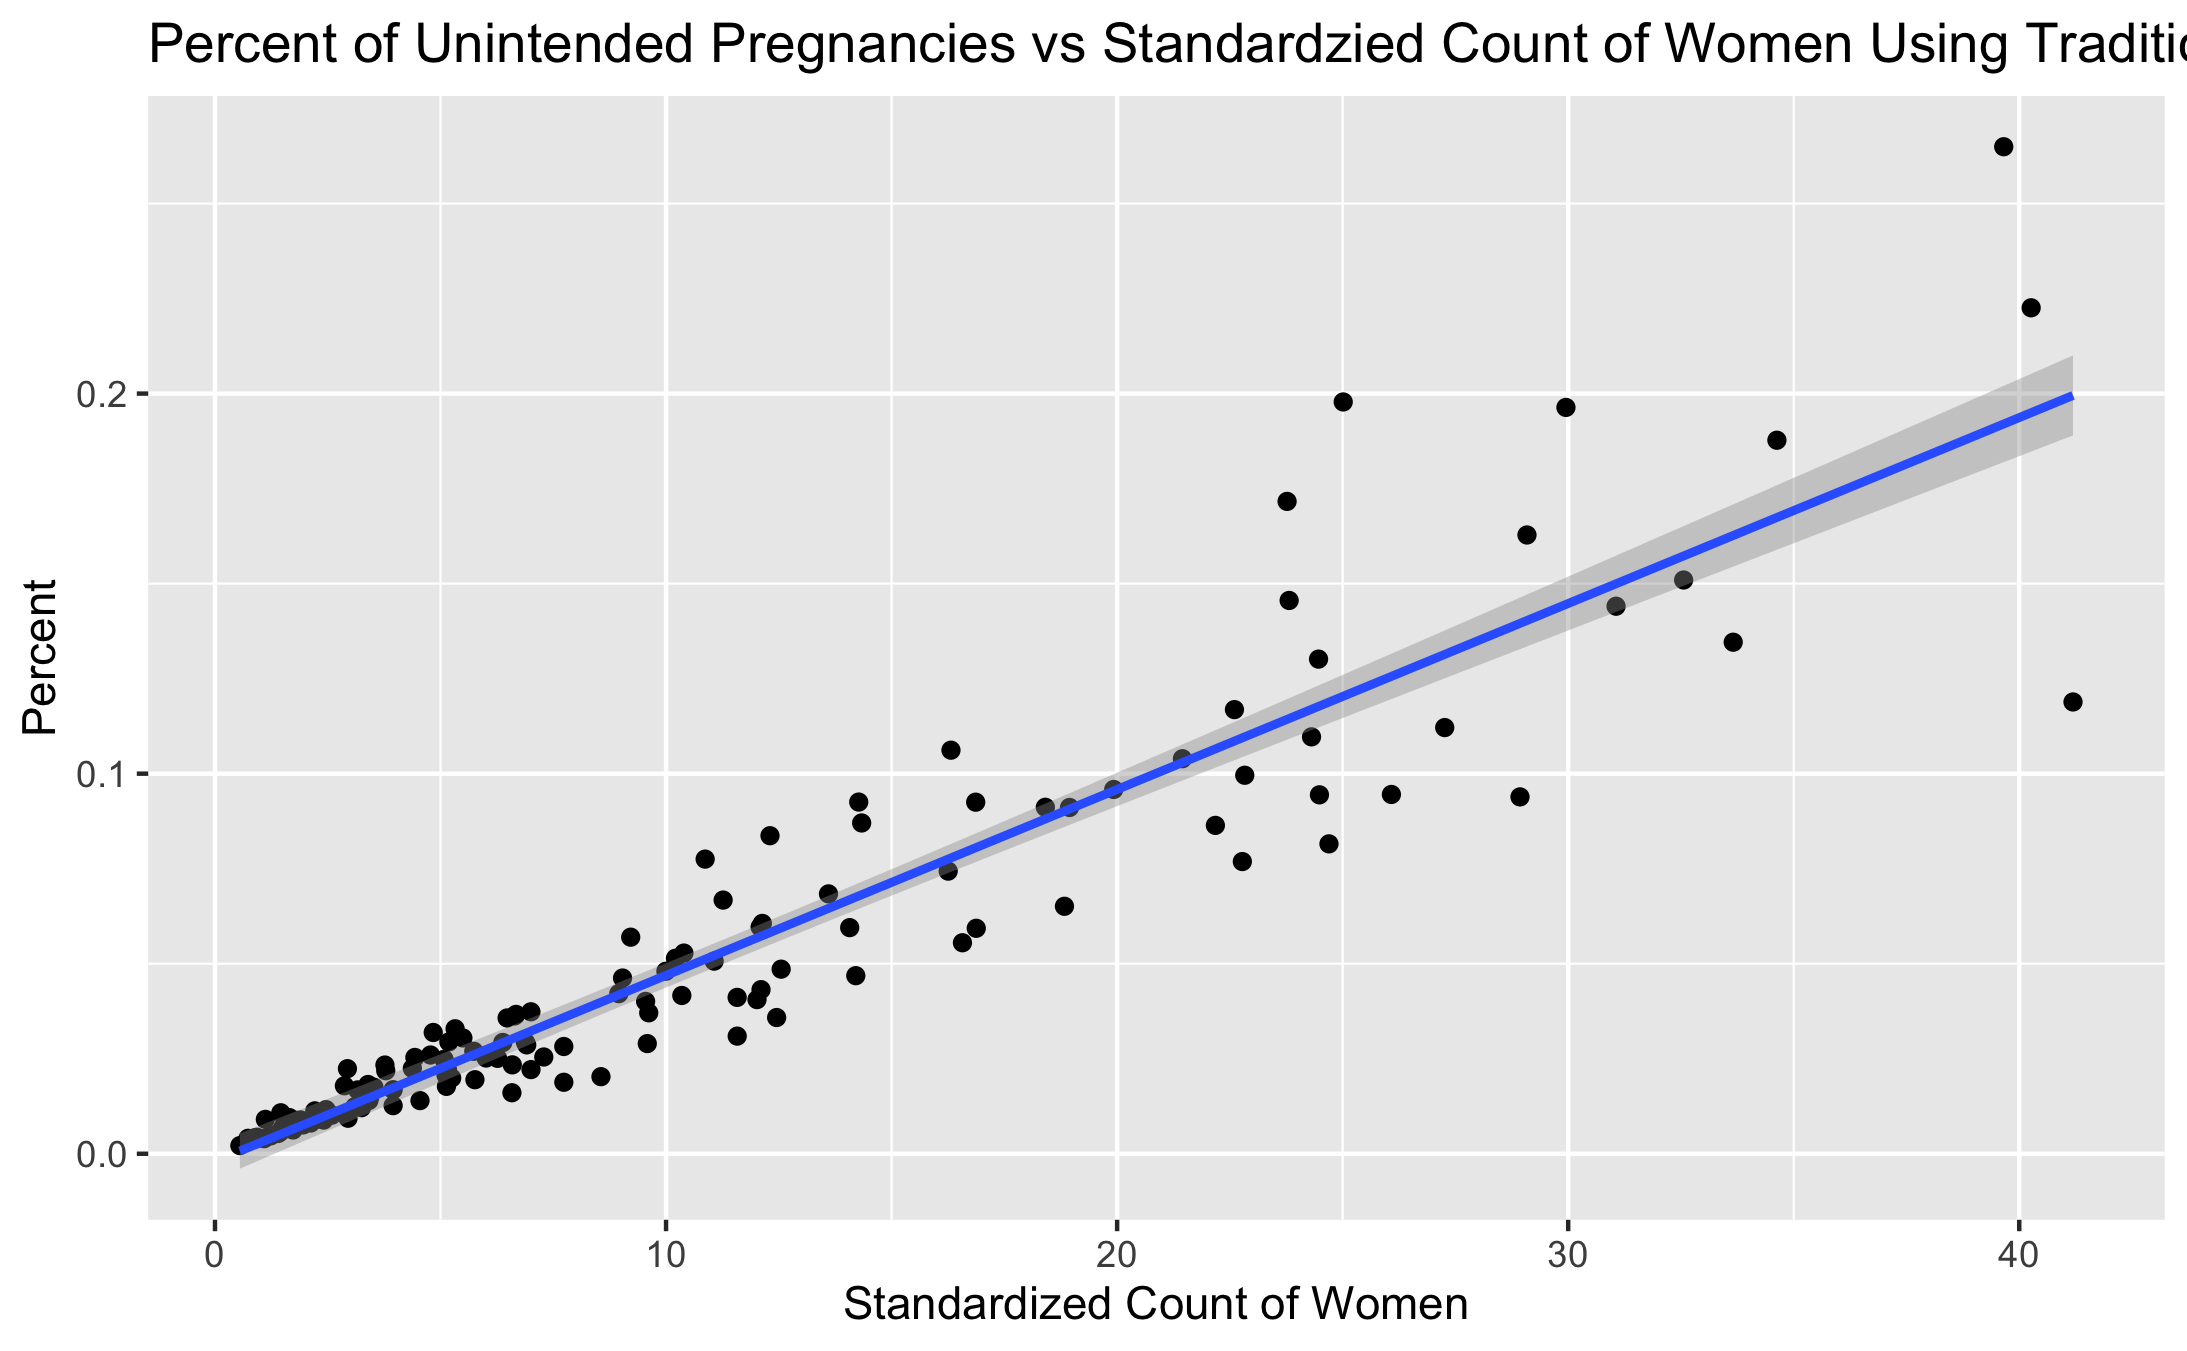 Percent of Unintended Pregnancies vs Standardzied Count of Women Using
Percent
0.2
0.1
0.0
0
10
20
30
40
Standardized Count of Women